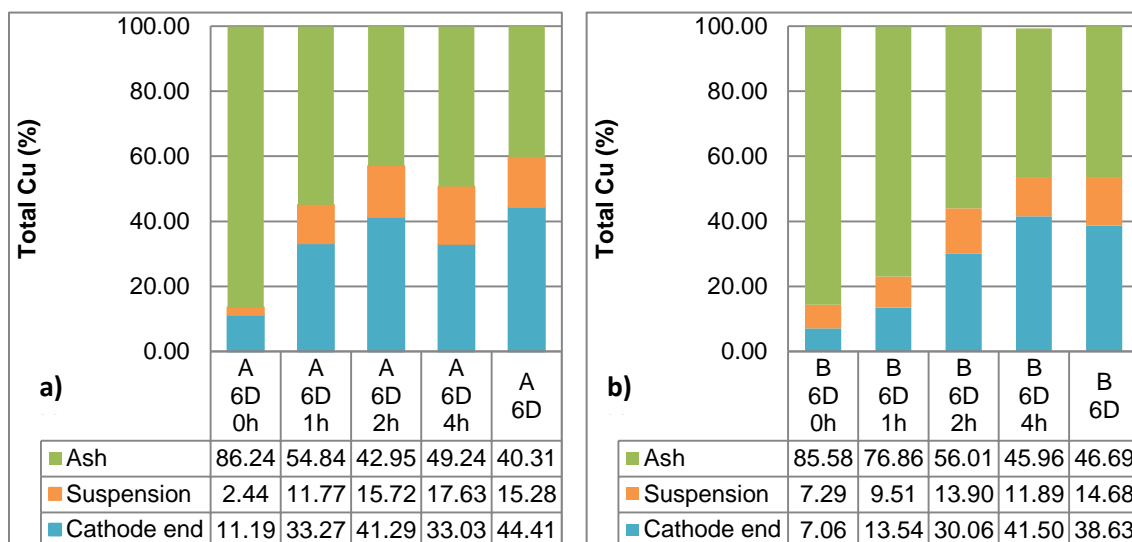 Total Cu (%)
100.00
80.00
60.00
40.00
20.00
0.00
a)
A 6D 0h
A 6D 1h
A 6D 2h
A 6D 4h
A 6D
Ash 86.24 54.84 42.95 49.24 40.31
Suspension 2.44 11.77 15.72 17.63 15.28
Cathode end 11.19 33.27 41.29 33.03 44.41
Total Cu (%)
100.00
80.00
60.00
40.00
20.00
0.00
b)
B 6D 0h
B 6D 1h
B 6D 2h
B 6D 4h
B 6D
Ash 85.58 76.86 56.01 45.96 46.69
Suspension 7.29 9.51 13.90 11.89 14.68
Cathode end 7.06 13.54 30.06 41.50 38.63